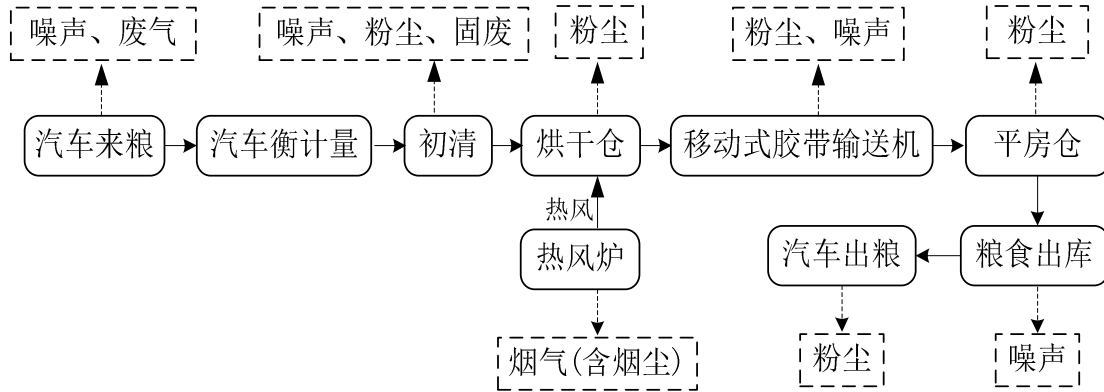 噪声、废气
噪声、粉尘、固废
粉尘
粉尘、噪声
粉尘
汽车来粮
汽车衡计量
初清
烘干仓
移动式胶带输送机
平房仓
热风
热风炉
汽车出粮
粮食出库
烟气(含烟尘)
粉尘
噪声